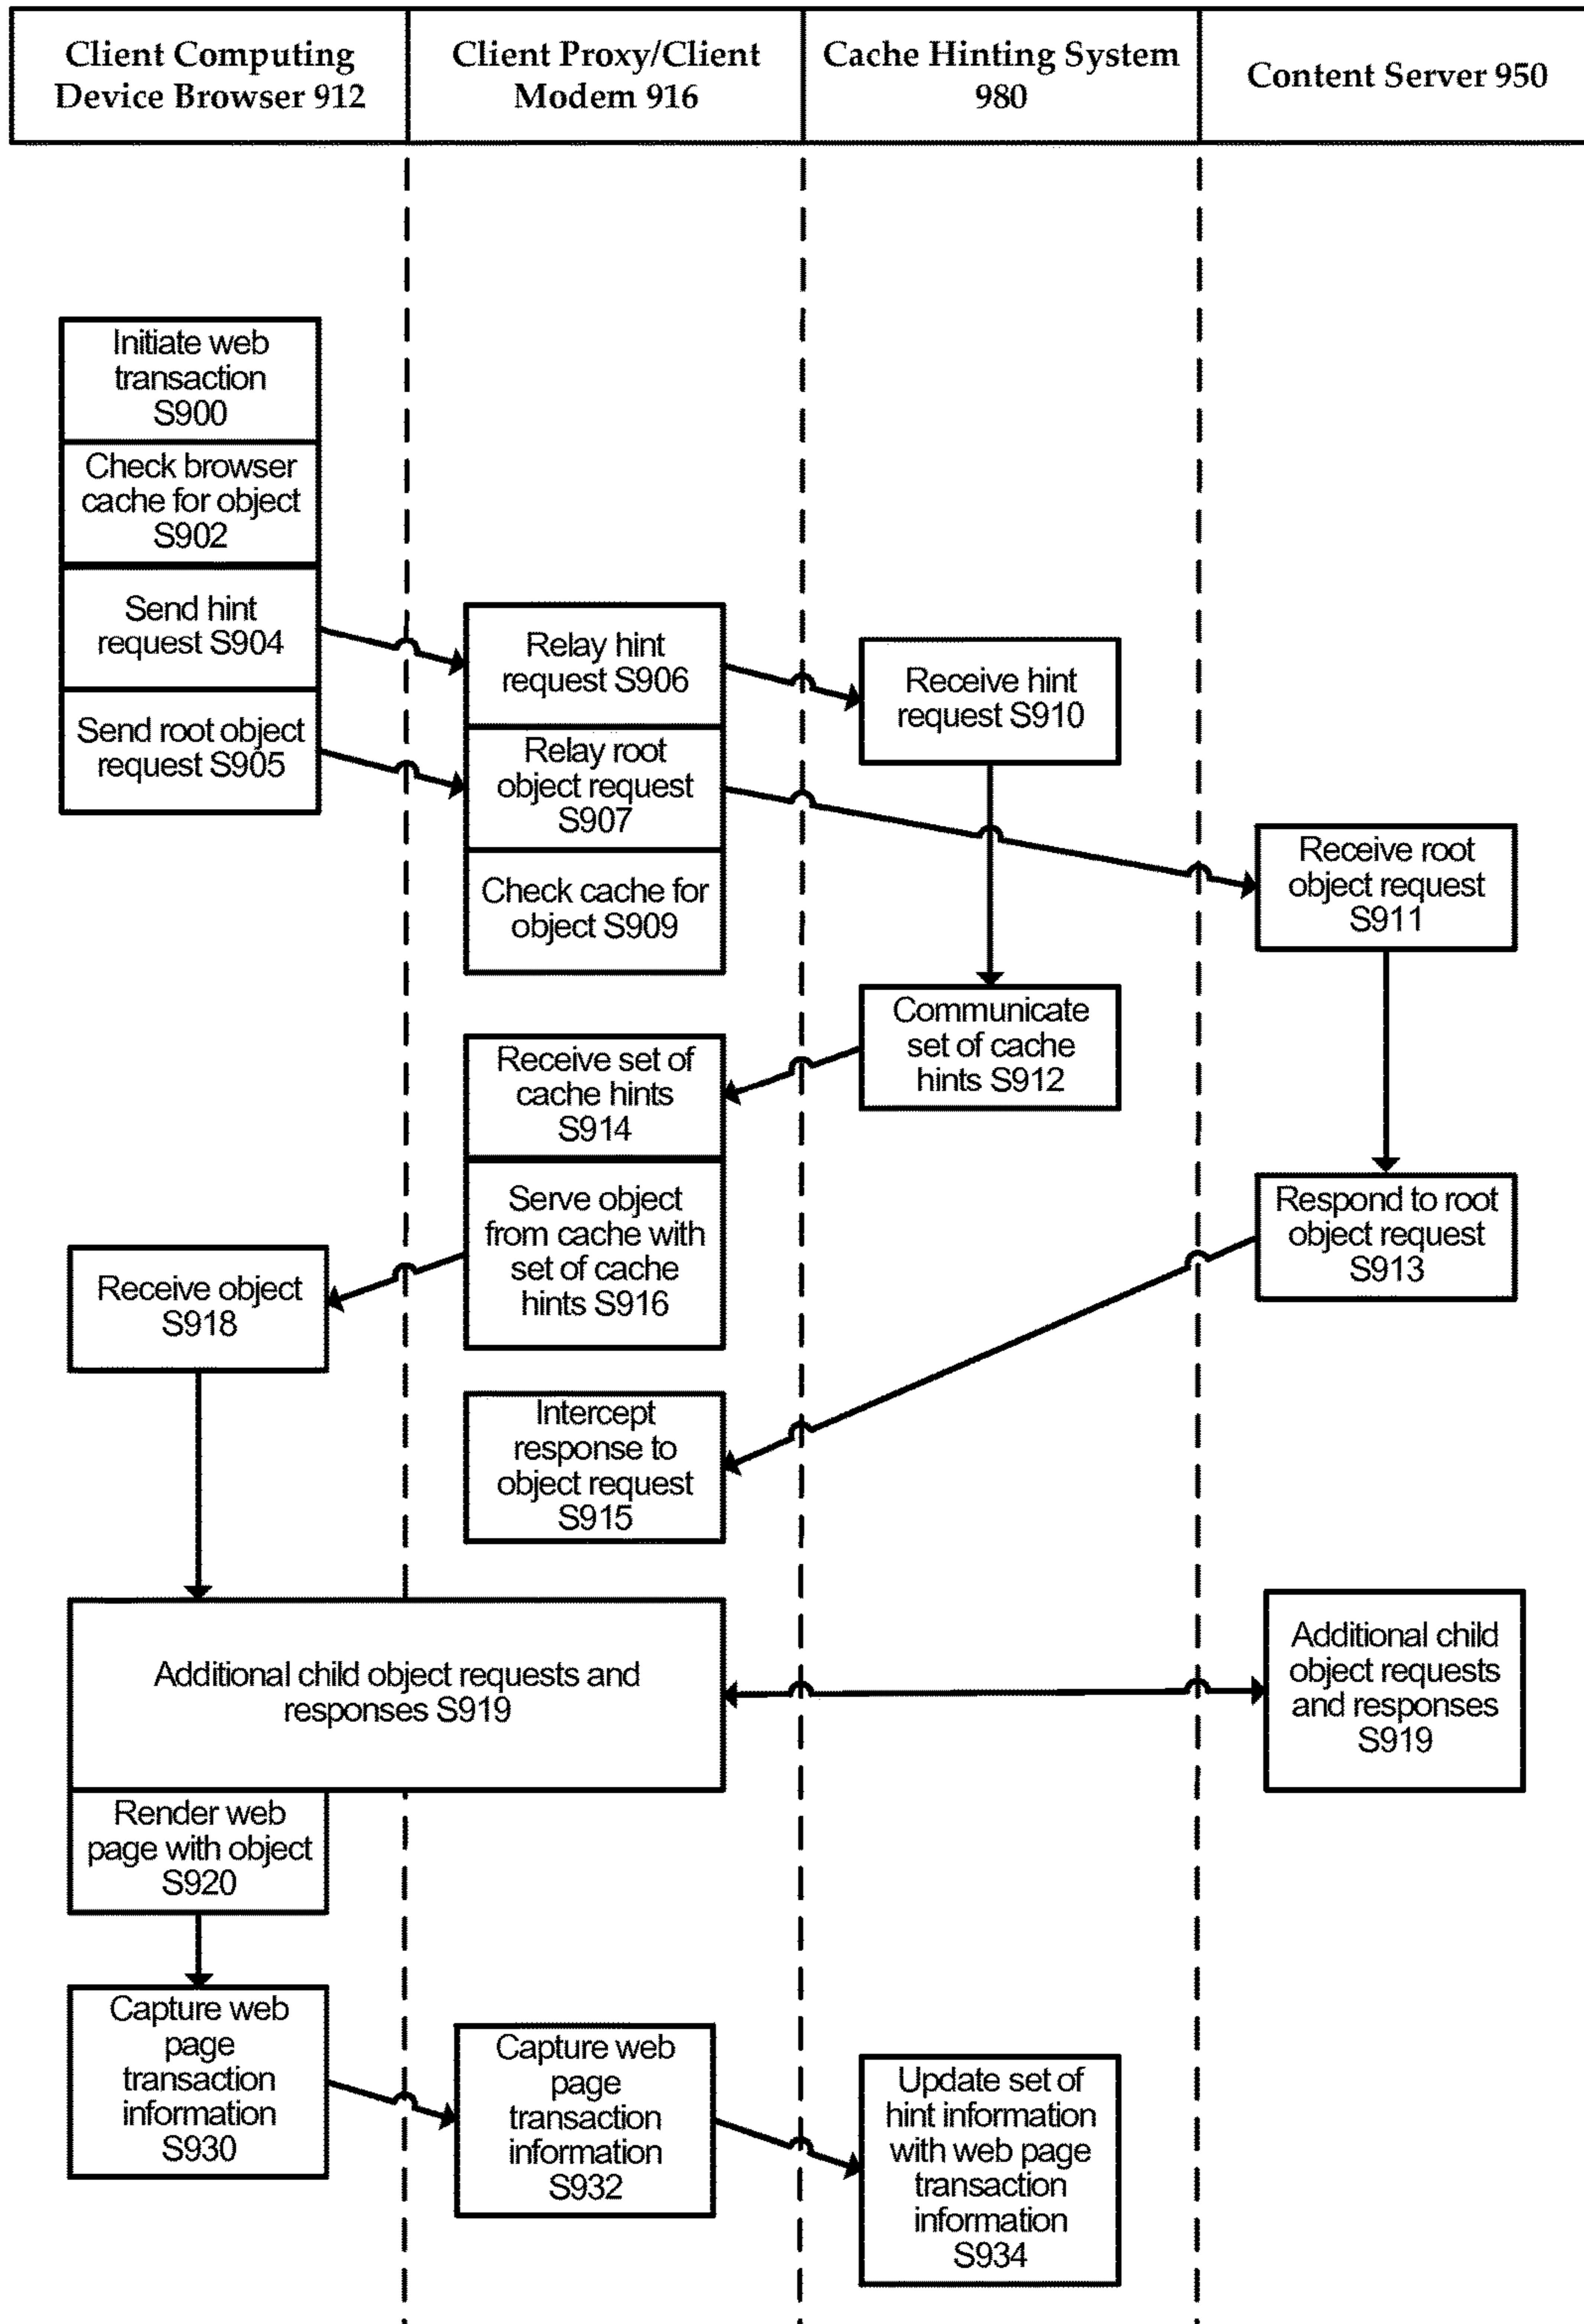 Client Computing
Device Browser 912
Client Proxy/Client
Modem 916
Cache Hinting System
980
Content Server 950
Initiate web
transaction
S900
Check browser
cache for object
S902
Send hint
request S904
Send root object
request S905
Relay hint
request S906
Relay root
object request
S907
Check cache for
object S909
Receive hint
request S910
Receive root
object request
S911
Communicate
set of cache
hints S912
Receive set of
cache hints
S914
Serve object
from cache with
set of cache
hints S916
Respond to root
object request
S913
Receive object
S918
Intercept
response to
object request
S915
Additional child object requests and
responses S919
Additional child
object requests
and responses
S919
Render web
page with object
S920
Capture web
page
transaction
information
S930
Capture web
page
transaction
information
S932
Update set of
hint information
with web page
transaction
information
S934